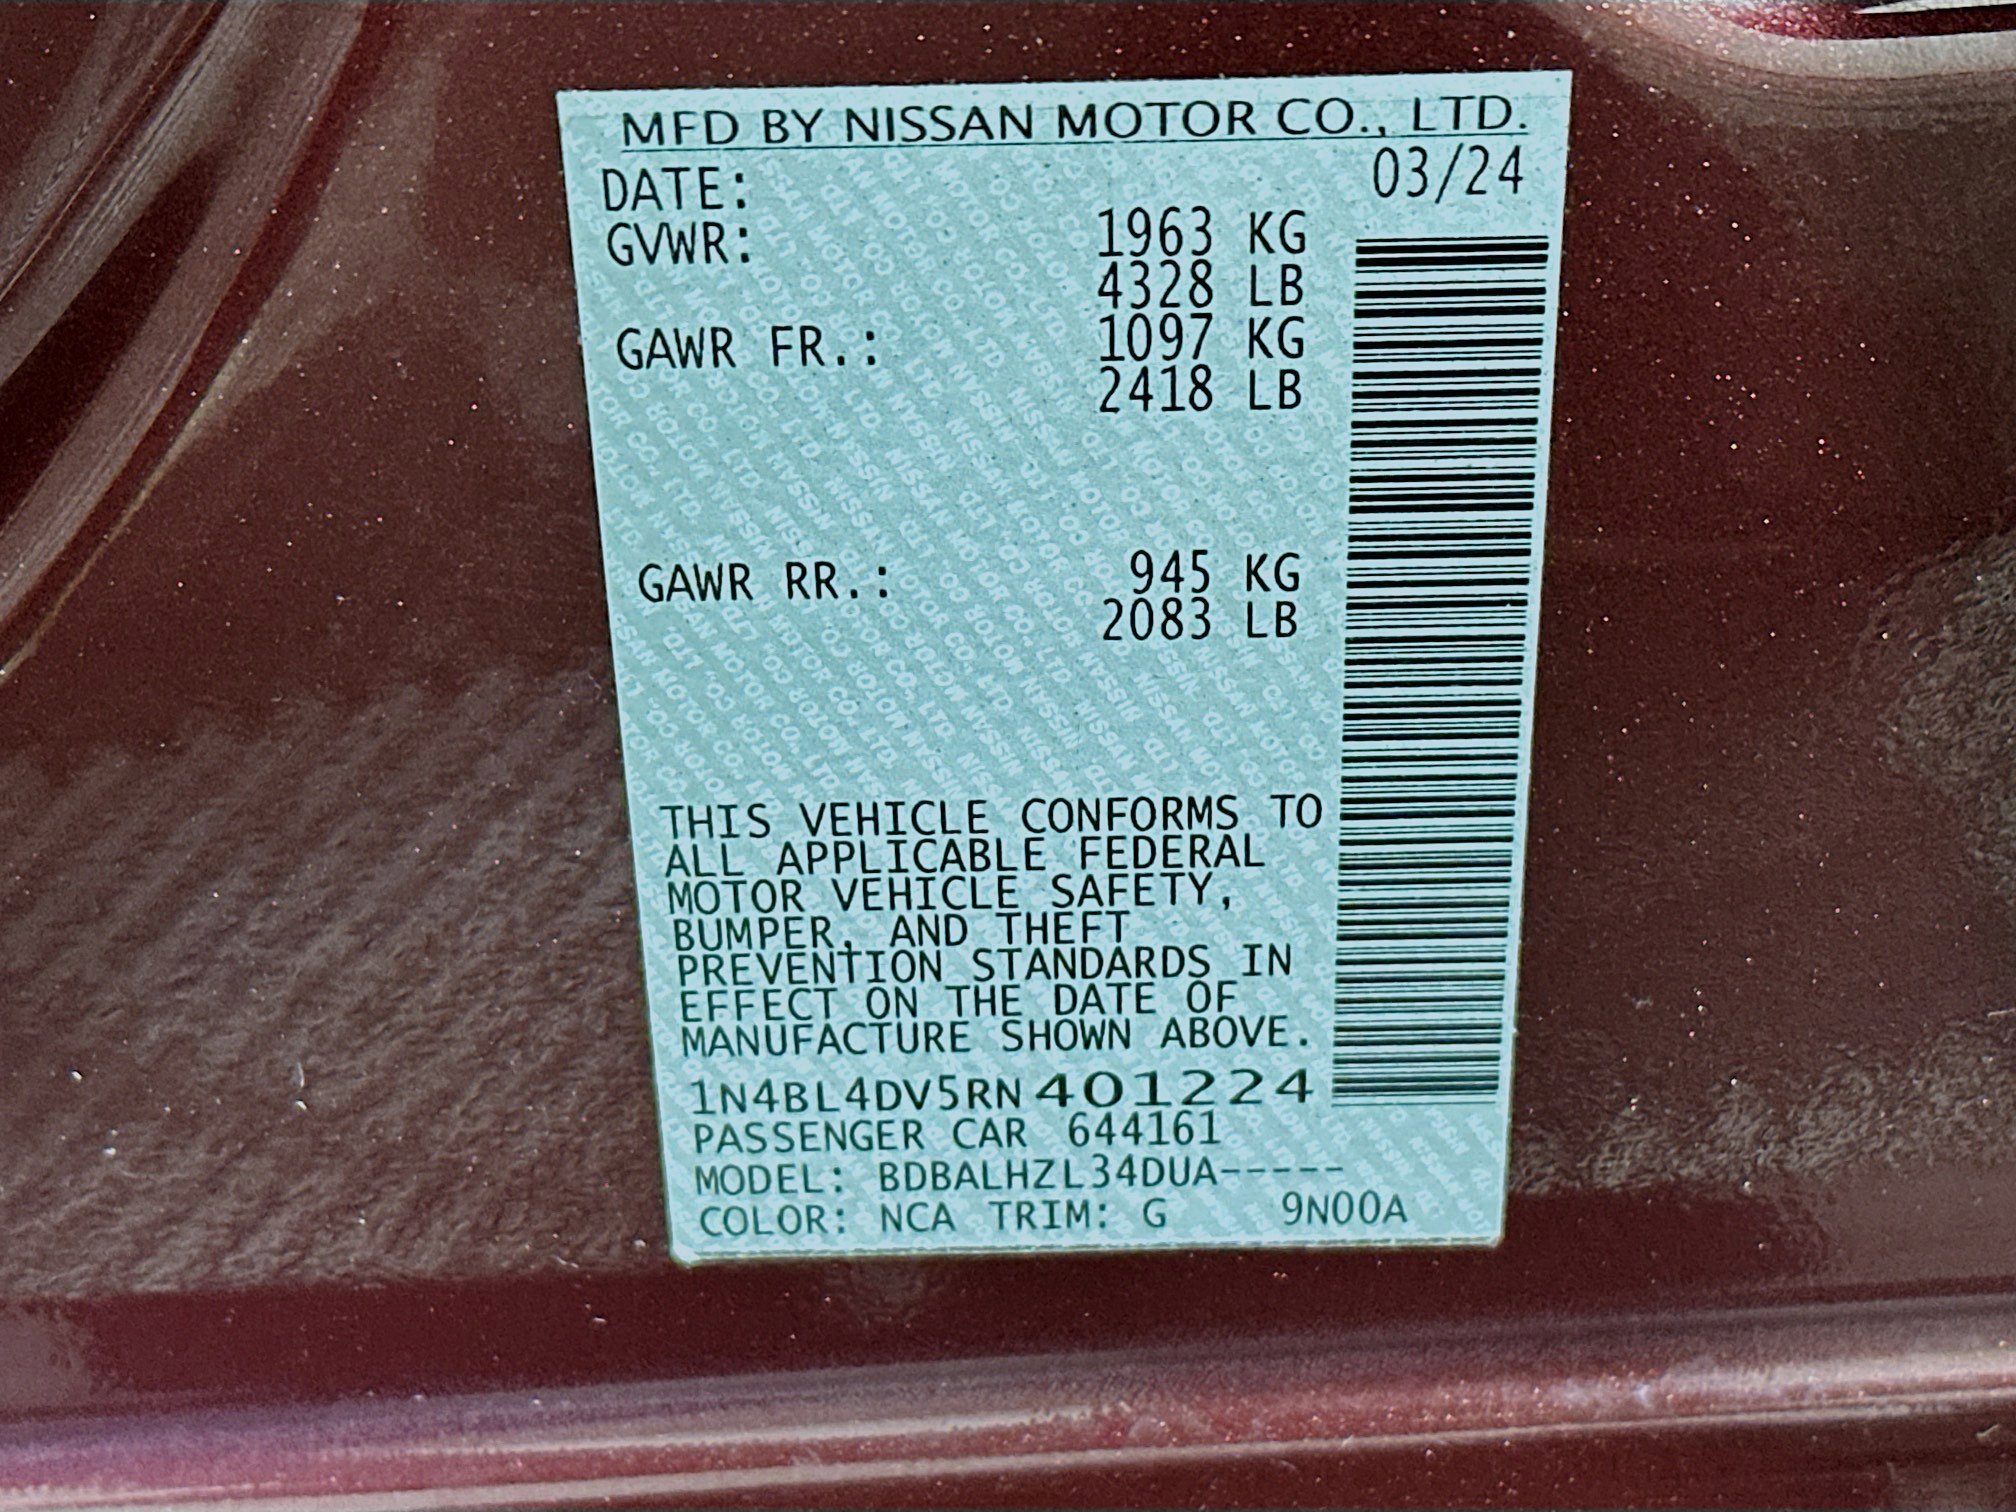 MFD BY NISSAN MOTOR CO., LTD.
DATE: 03/24
GVWR: 1963 KG
4328 LB
GAWR FR.: 1097 KG
2418 LB
GAWR RR.: 945 KG
2083 LB
THIS VEHICLE CONFORMS TO
ALL APPLICABLE FEDERAL
MOTOR VEHICLE SAFETY,
BUMPER, AND THEFT
PREVENTION STANDARDS IN
EFFECT ON THE DATE OF
MANUFACTURE SHOWN ABOVE.
1N4BL4DV5RN401224
PASSENGER CAR 644161
MODEL: BDBALHZL34DUA-----
COLOR: NCA TRIM: G 9N00A